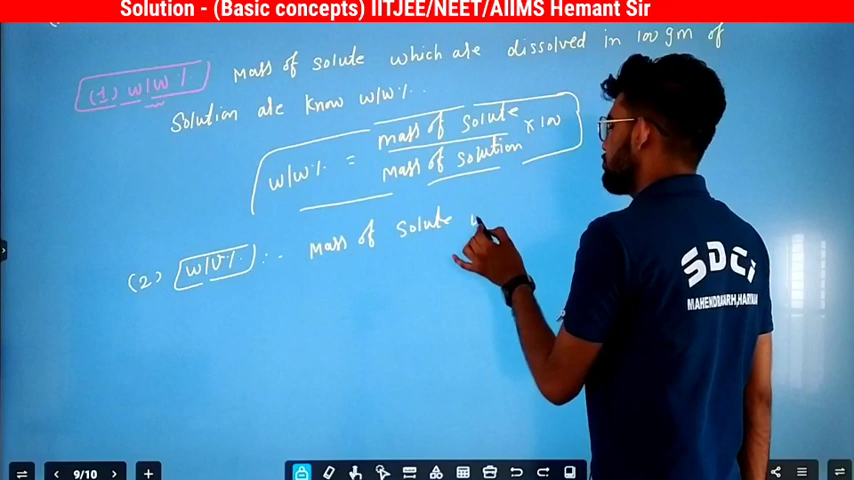 Solution - (Basic concepts) IITJEE/NEET/AIIMS Hemant Sir
(1) w/w % Mass of solute which are dissolved in 100 gm of
Solution are know w/w %.
w/w % = mass of solute / Mass of solution × 100
(2) w/v % :- Mass of solute
SDCI
MAHENDRAGARH, HARYANA
9/10